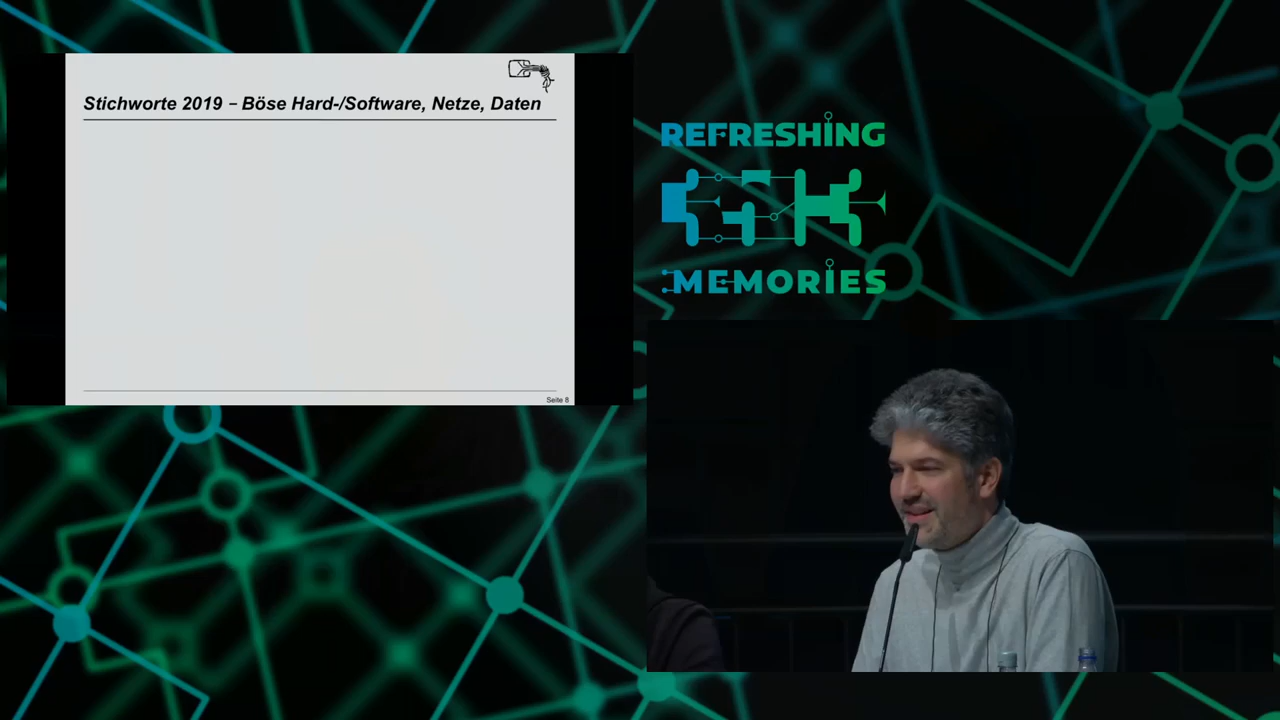 Stichworte 2019 – Böse Hard-/Software, Netze, Daten
Seite 8
REFRESHING
MEMORIES